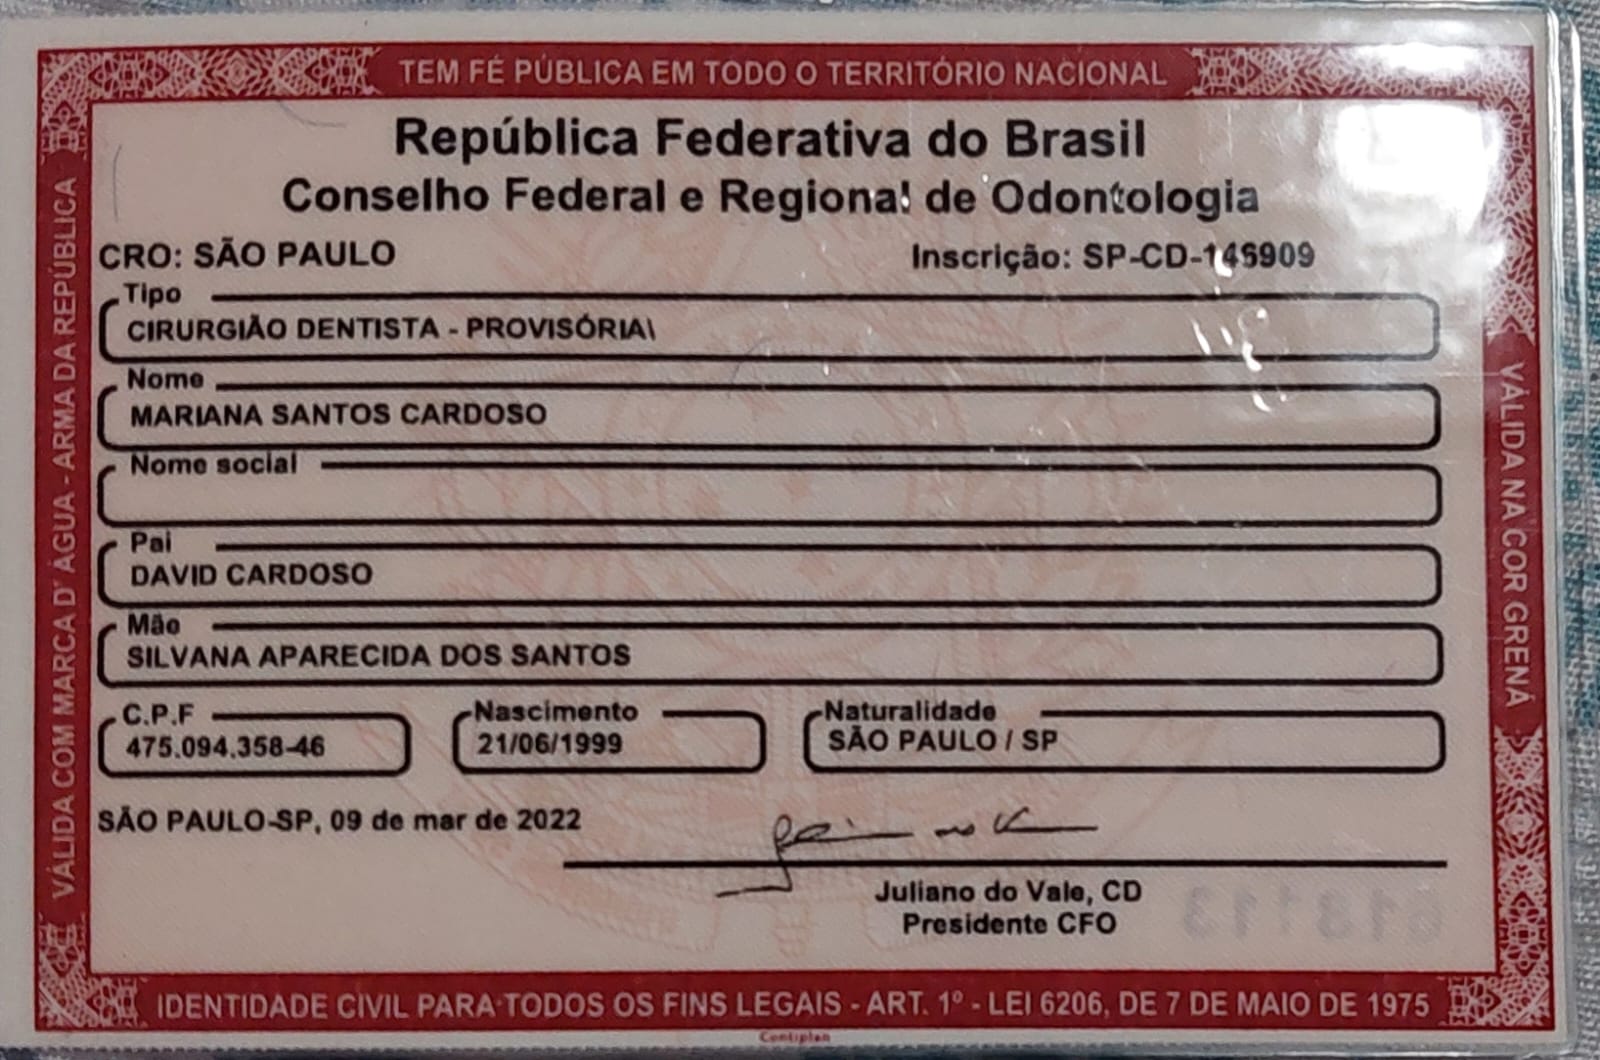 TEM FÉ PÚBLICA EM TODO O TERRITÓRIO NACIONAL
República Federativa do Brasil
Conselho Federal e Regional de Odontologia
CRO: SÃO PAULO
Inscrição: SP-CD-146909
Tipo
CIRURGIÃO DENTISTA - PROVISÓRIA\
Nome
MARIANA SANTOS CARDOSO
Nome social
Pai
DAVID CARDOSO
Mãe
SILVANA APARECIDA DOS SANTOS
C.P.F
475.094.358-46
Nascimento
21/06/1999
Naturalidade
SÃO PAULO / SP
SÃO PAULO-SP, 09 de mar de 2022
Juliano do Vale, CD
Presidente CFO
VÁLIDA COM MARCA D' ÁGUA - ARMA DA REPÚBLICA
VÁLIDA NA COR GRENÁ
IDENTIDADE CIVIL PARA TODOS OS FINS LEGAIS - ART. 1º - LEI 6206, DE 7 DE MAIO DE 1975
Contiplan